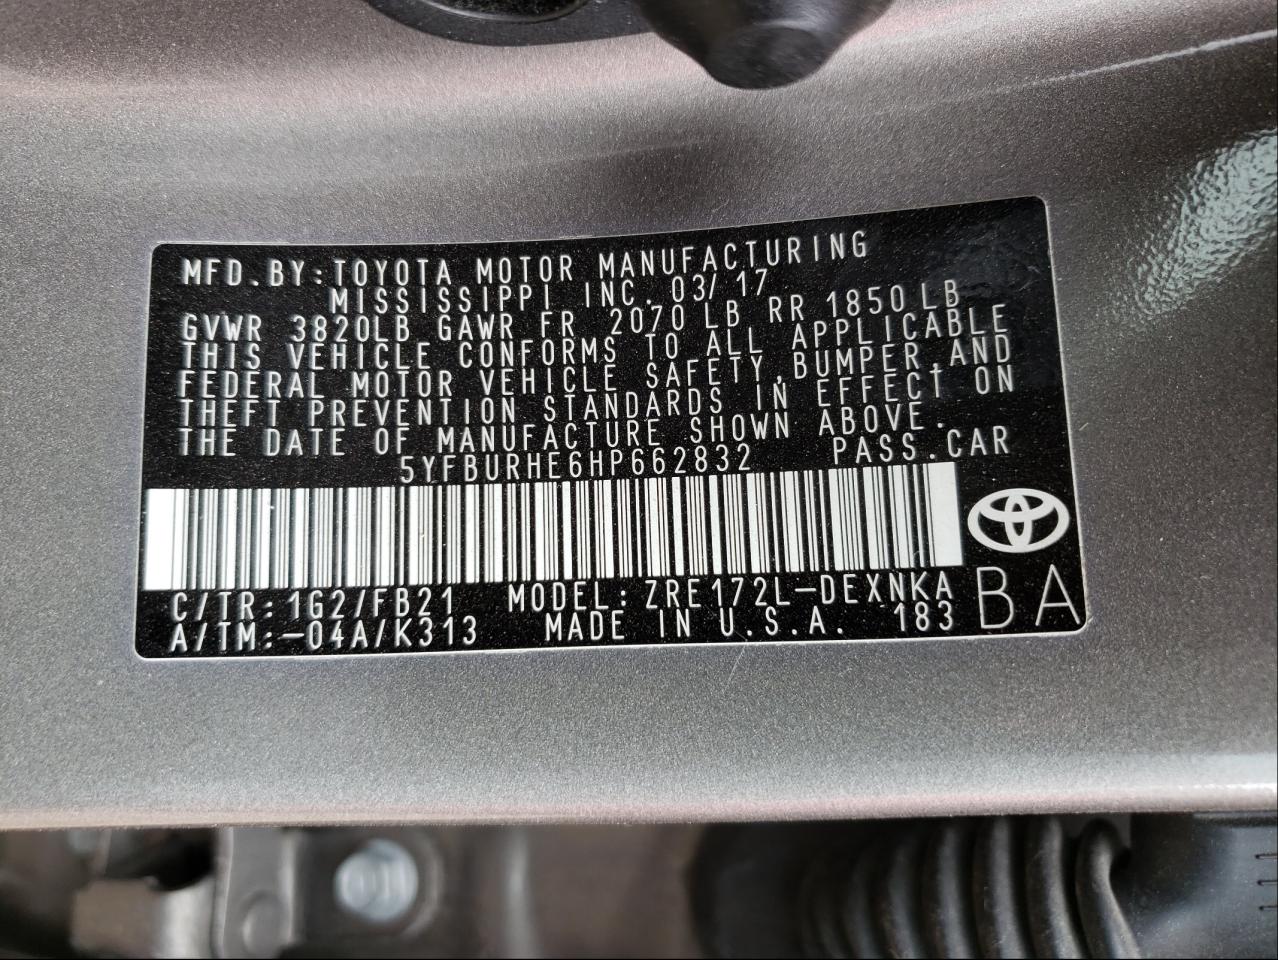 MFD.BY:TOYOTA MOTOR MANUFACTURING
MISSISSIPPI INC. 03/17
GVWR 3820LB GAWR FR 2070LB RR 1850LB
THIS VEHICLE CONFORMS TO ALL APPLICABLE
FEDERAL MOTOR VEHICLE SAFETY,BUMPER,AND
THEFT PREVENTION STANDARDS IN EFFECT ON
THE DATE OF MANUFACTURE SHOWN ABOVE.
5YFBURHE6HP662832 PASS.CAR
C/TR:1G2/FB21 MODEL:ZRE172L-DEXNKA
A/TM:-04A/K313 MADE IN U.S.A. 183
BA